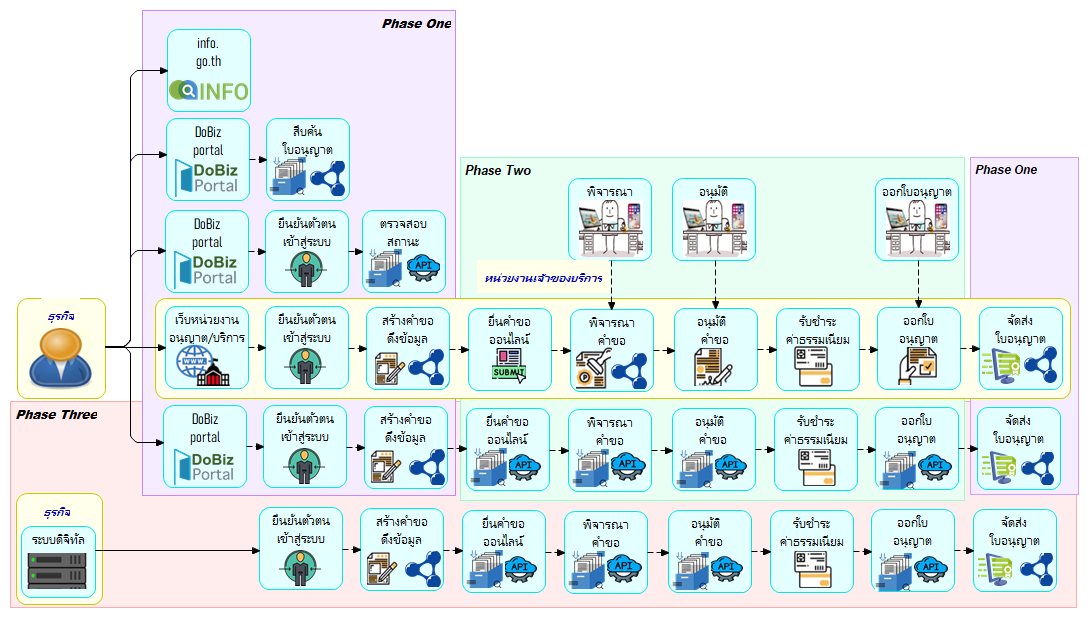 Phase One
info.
go.th
INFO
DoBiz
portal
DoBiz
Portal
สืบค้น
ใบอนุญาต
Phase Two
Phase One
พิจารณา
อนุมัติ
ออกใบอนุญาต
DoBiz
portal
DoBiz
Portal
ยืนยันตัวตน
เข้าสู่ระบบ
ตรวจสอบ
สถานะ
API
หน่วยงานเจ้าของบริการ
ธุรกิจ
เว็บหน่วยงาน
อนุญาต/บริการ
WWW
ยืนยันตัวตน
เข้าสู่ระบบ
สร้างคำขอ
ดึงข้อมูล
ยื่นคำขอ
ออนไลน์
SUBMIT
พิจารณา
คำขอ
อนุมัติ
คำขอ
รับชำระ
ค่าธรรมเนียม
ออกใบ
อนุญาต
จัดส่ง
ใบอนุญาต
Phase Three
DoBiz
portal
DoBiz
Portal
ยืนยันตัวตน
เข้าสู่ระบบ
สร้างคำขอ
ดึงข้อมูล
ยื่นคำขอ
ออนไลน์
API
พิจารณา
คำขอ
API
อนุมัติ
คำขอ
API
รับชำระ
ค่าธรรมเนียม
ออกใบ
อนุญาต
API
จัดส่ง
ใบอนุญาต
ธุรกิจ
ระบบดิจิทัล
ยืนยันตัวตน
เข้าสู่ระบบ
สร้างคำขอ
ดึงข้อมูล
ยื่นคำขอ
ออนไลน์
API
พิจารณา
คำขอ
API
อนุมัติ
คำขอ
API
รับชำระ
ค่าธรรมเนียม
ออกใบ
อนุญาต
API
จัดส่ง
ใบอนุญาต